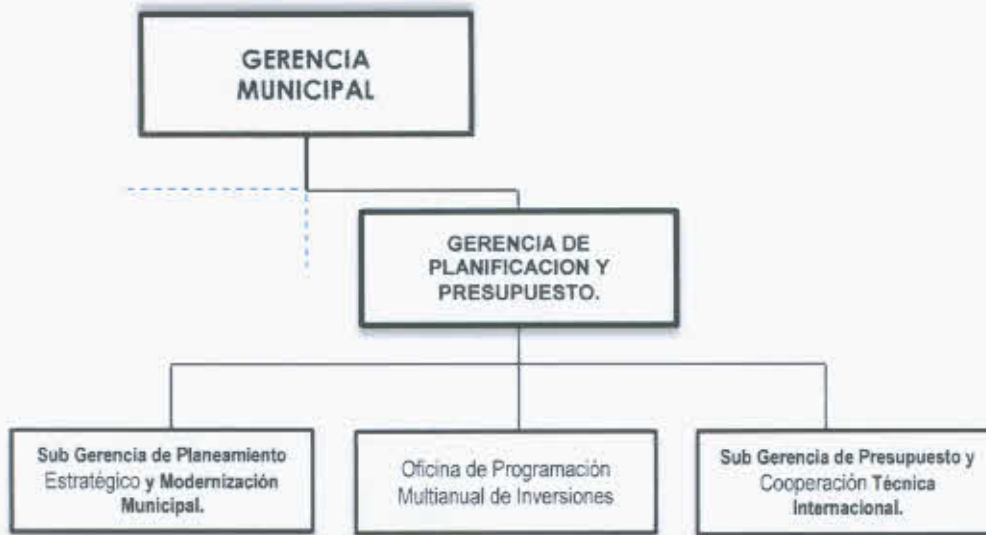 GERENCIA
MUNICIPAL
GERENCIA DE
PLANIFICACION Y
PRESUPUESTO.
Sub Gerencia de Planeamiento
Estratégico y Modernización
Municipal.
Oficina de Programación
Multianual de Inversiones
Sub Gerencia de Presupuesto y
Cooperación Técnica
Internacional.